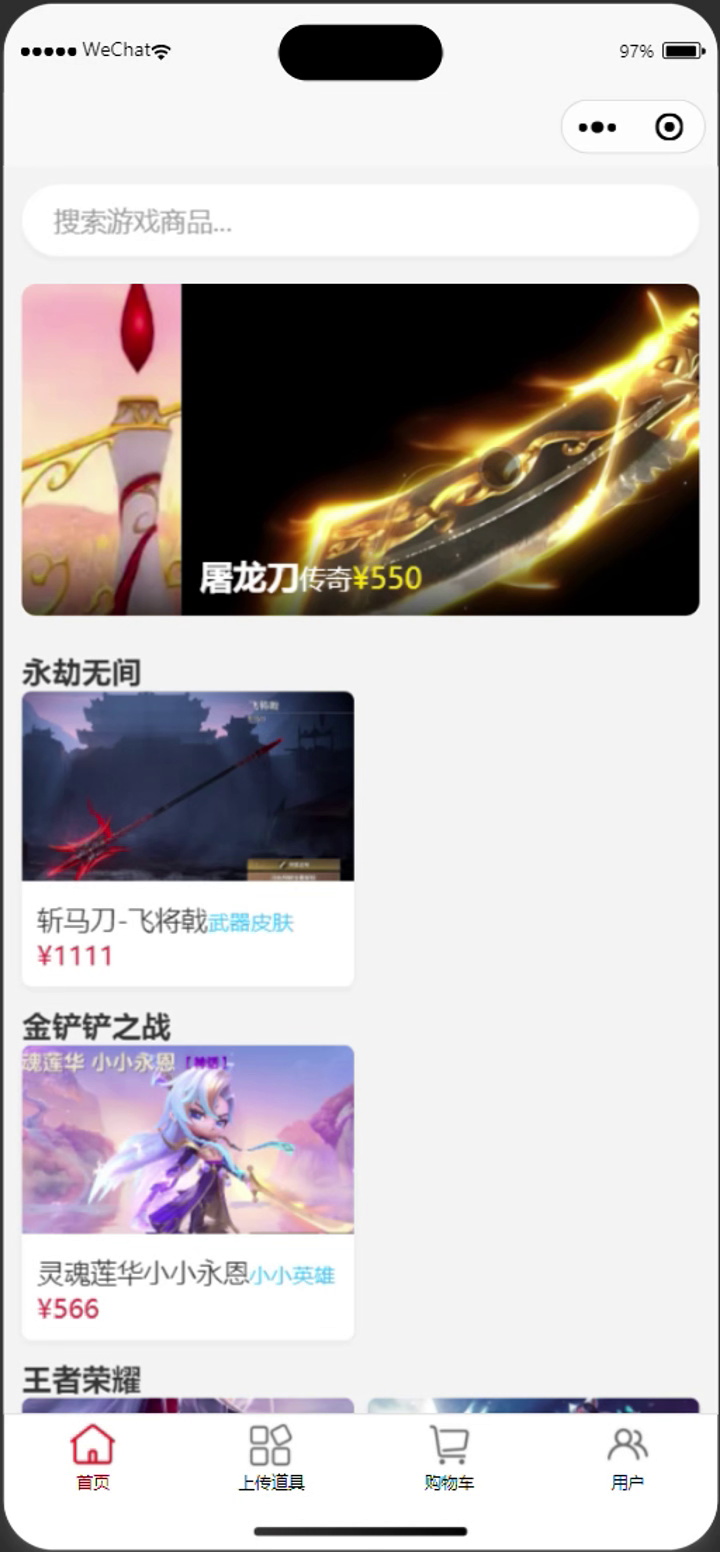 WeChat 97%
搜索游戏商品...
屠龙刀传奇¥550
永劫无间
斩马刀-飞将戟武器皮肤
¥1111
金铲铲之战
魂莲华 小小永恩
灵魂莲华小小永恩小小英雄
¥566
王者荣耀
首页 上传道具 购物车 用户